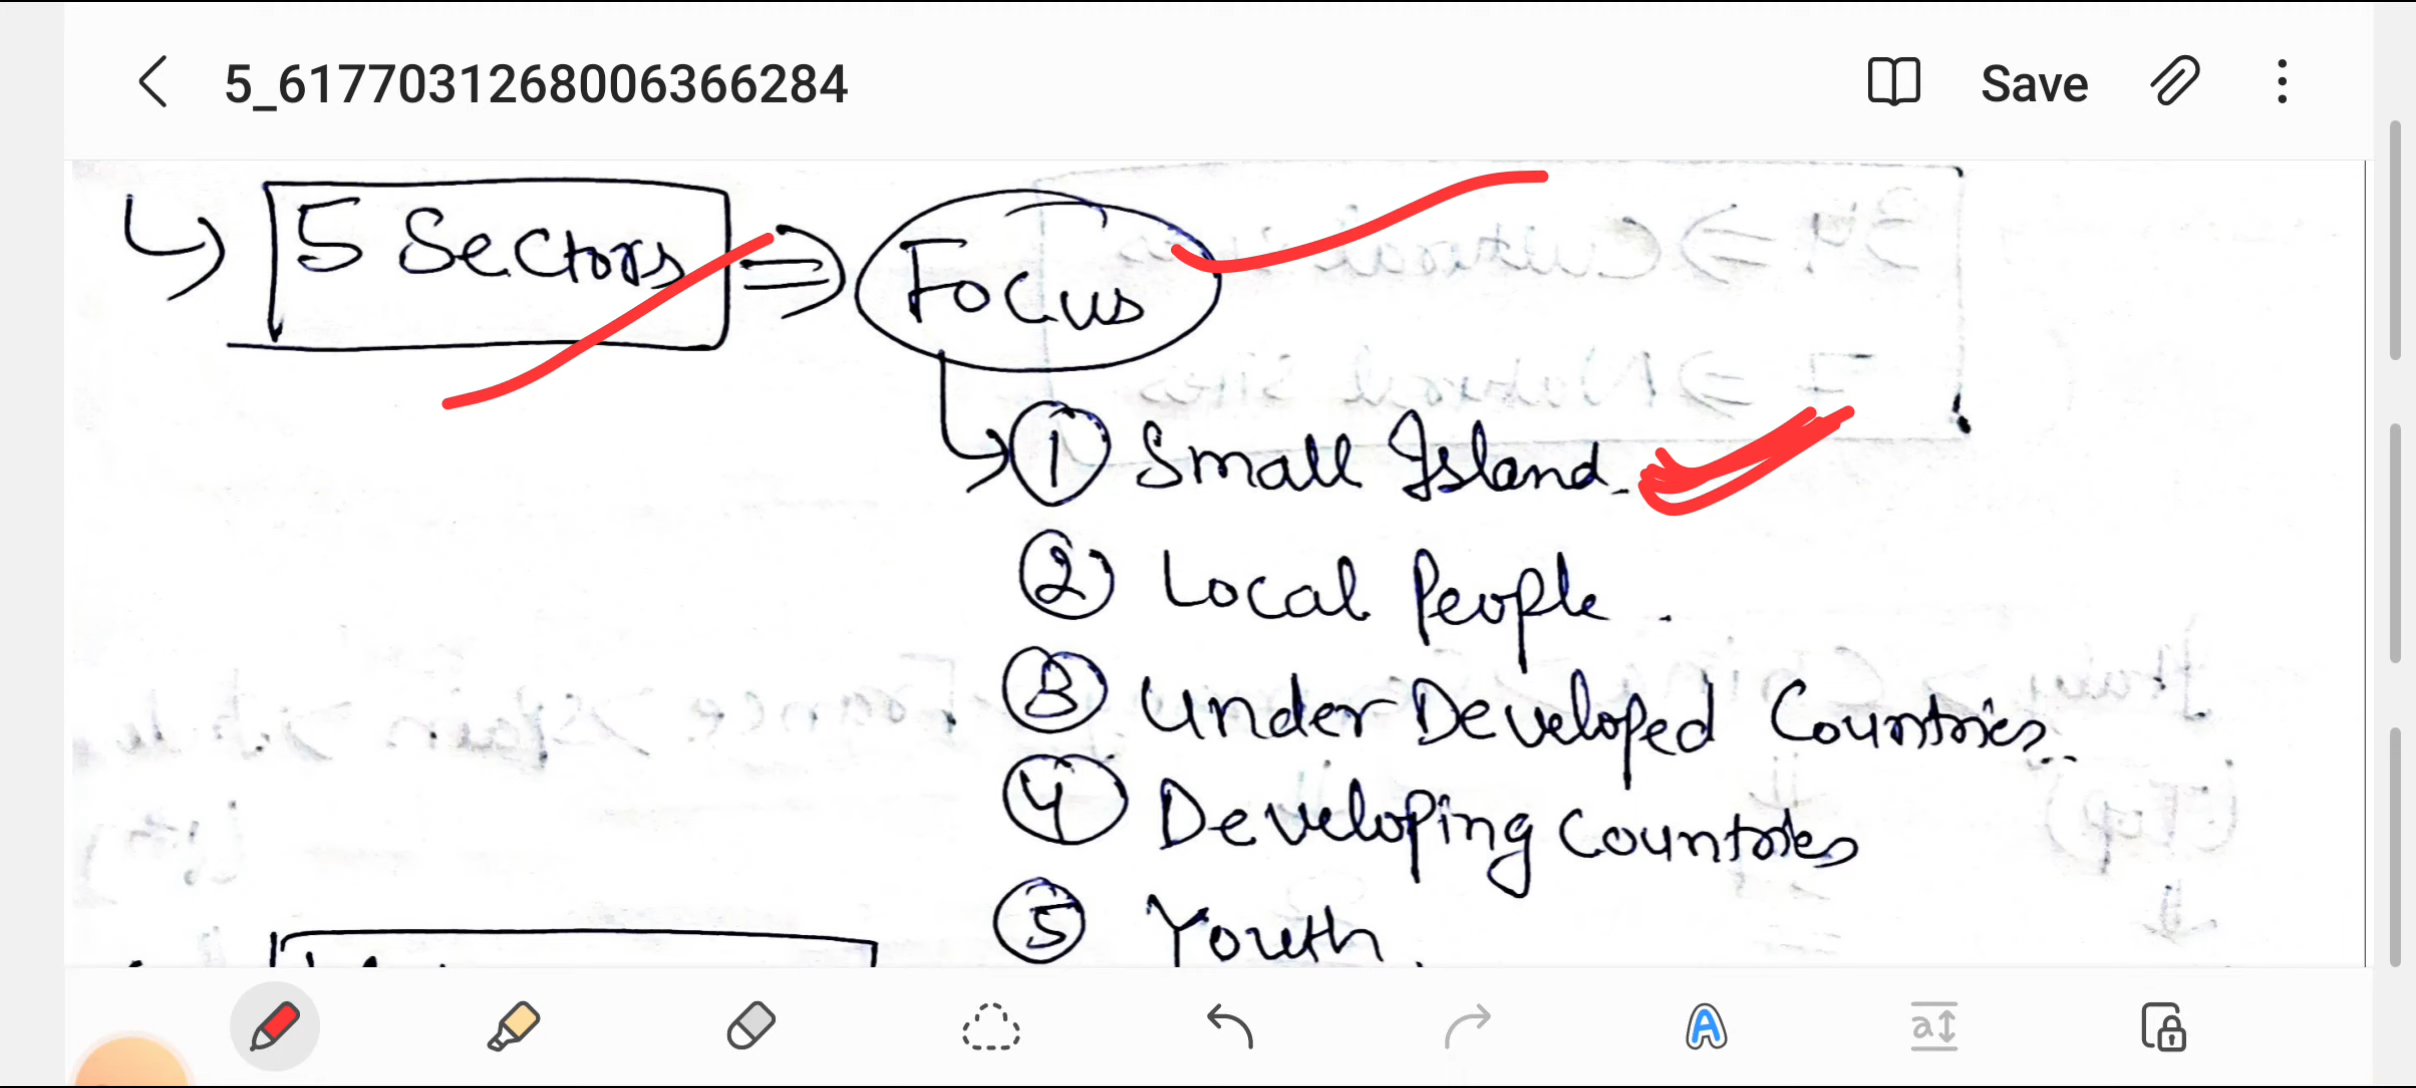 5_6177031268006366284
Save
↳ 5 Sectors ⇒ Focus
① Small Island.
② Local People.
③ Under Developed Countries.
④ Developing Countries
⑤ Youth.